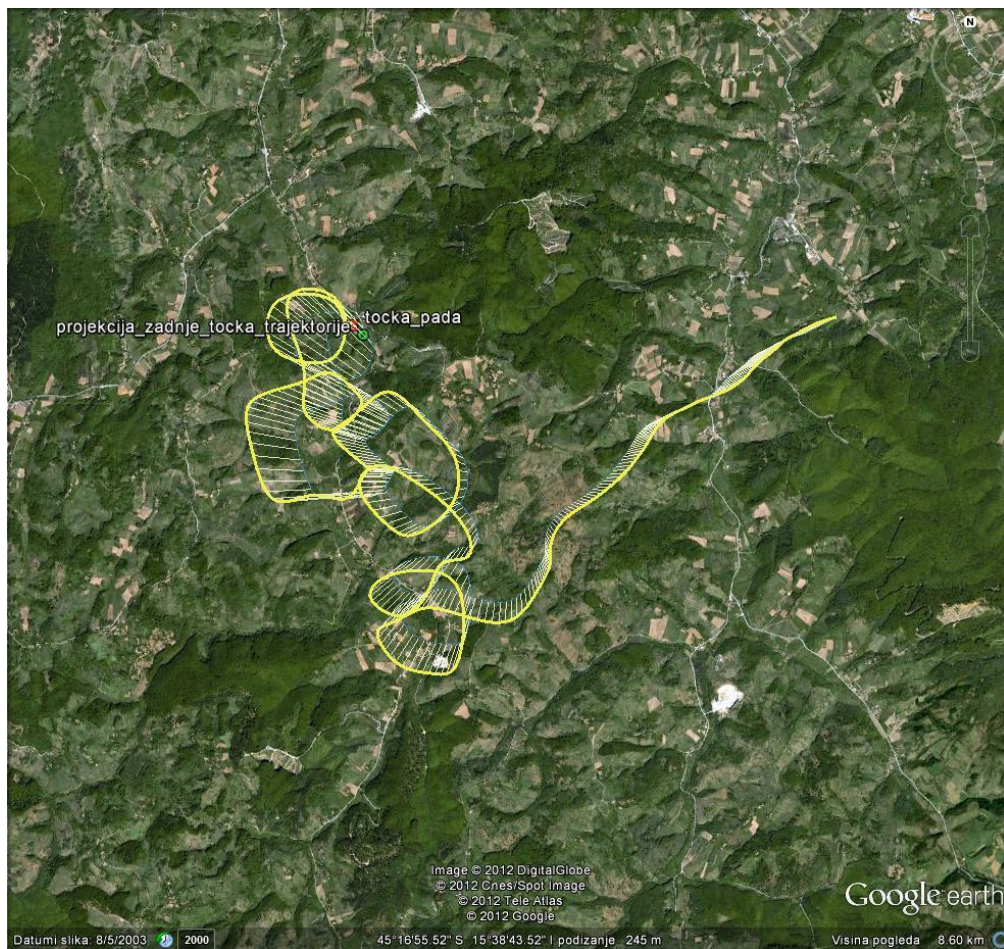 N
tocka_pada
projekcija_zadnje_tocka_trajektorije
Image © 2012 DigitalGlobe
© 2012 Cnes/Spot Image
© 2012 Tele Atlas
© 2012 Google
Google earth
Datumi slika: 8/5/2003 2000 45°16'55.52" S 15°38'43.52" I podizanje 245 m Visina pogleda 8.60 km